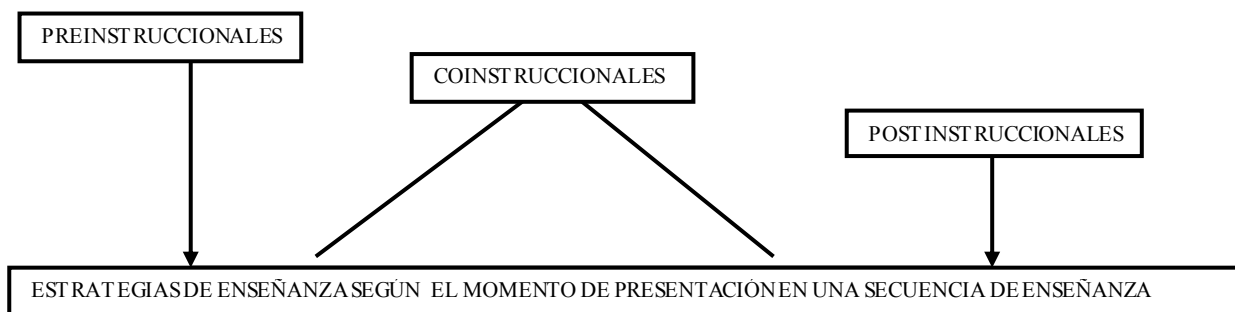 PREINSTRUCCIONALES
COINSTRUCCIONALES
POSTINSTRUCCIONALES
ESTRATEGIAS DE ENSEÑANZA SEGÚN EL MOMENTO DE PRESENTACIÓN EN UNA SECUENCIA DE ENSEÑANZA